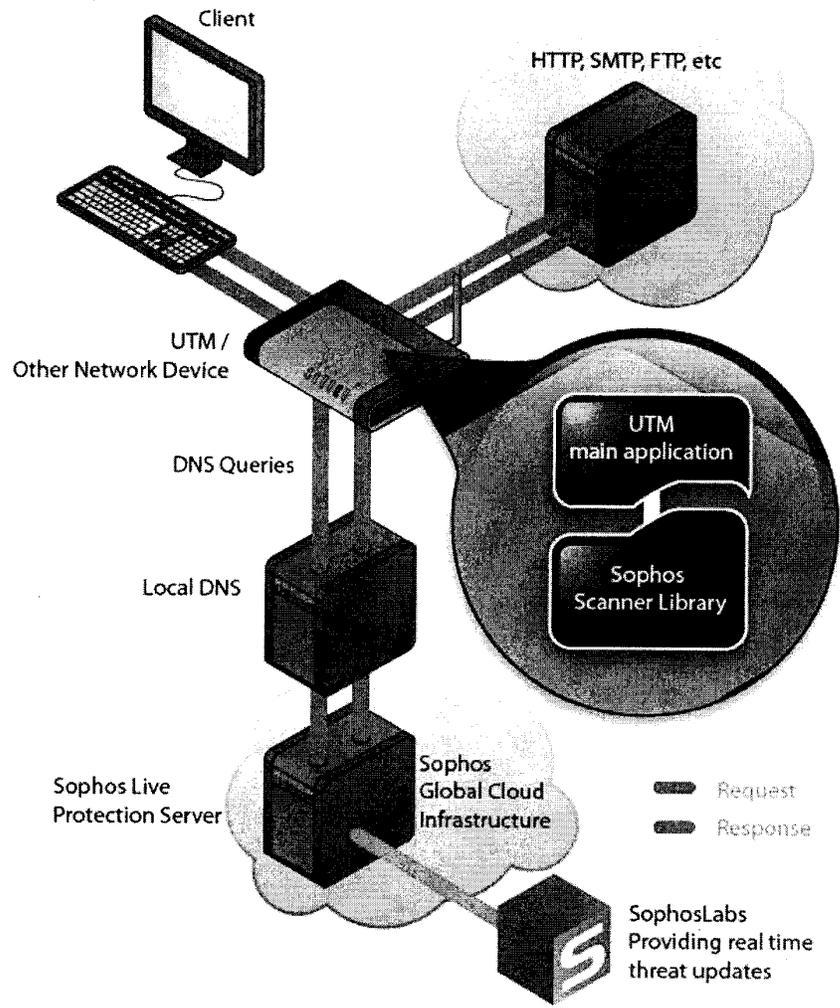 Client
HTTP, SMTP, FTP, etc
UTM /
Other Network Device
UTM
main application
DNS Queries
Sophos
Scanner Library
Local DNS
Sophos Live
Protection Server
Sophos
Global Cloud
Infrastructure
Request
Response
SophosLabs
Providing real time
threat updates
S